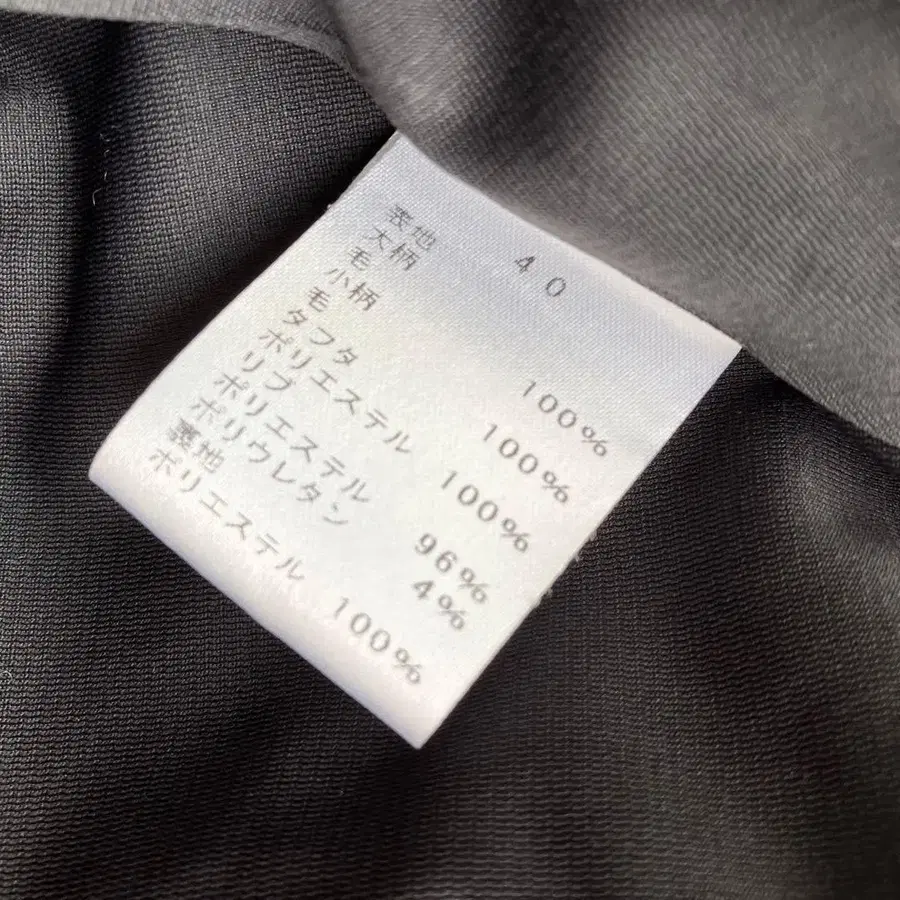 40
表地
大柄
毛 100%
小柄
毛 100%
タフタ
ポリエステル 100%
リブ
ポリエステル 96%
ポリウレタン 4%
裏地
ポリエステル 100%